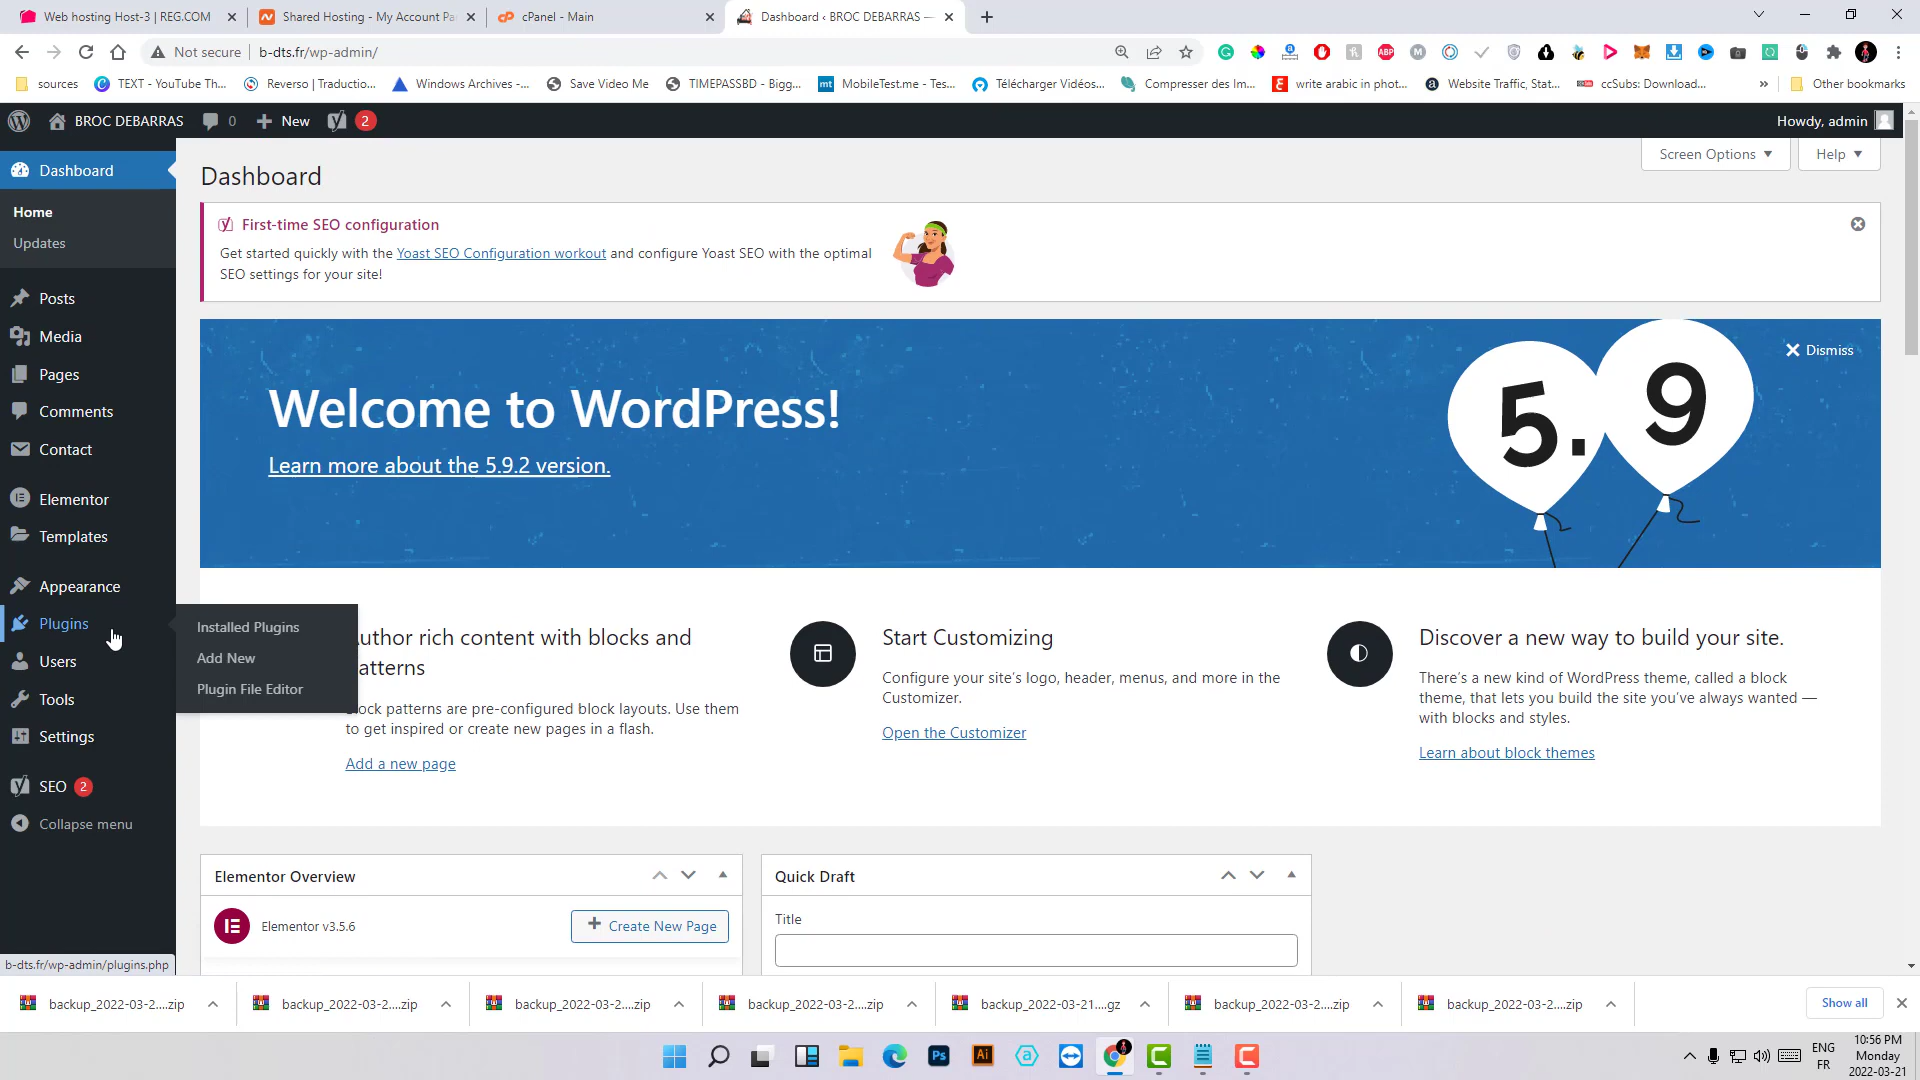 Web hosting Host-3 | REG.COM
Shared Hosting - My Account Pa
cPanel - Main
Dashboard ‹ BROC DEBARRAS —
Not secure
b-dts.fr/wp-admin/
sources
TEXT - YouTube Th...
Reverso | Traductio...
Windows Archives -...
Save Video Me
TIMEPASSBD - Bigg...
MobileTest.me - Tes...
Télécharger Vidéos...
Compresser des Im...
write arabic in phot...
Website Traffic, Stat...
ccSubs: Download...
»
Other bookmarks
BROC DEBARRAS
0
New
2
Howdy, admin
Dashboard
Home
Updates
Posts
Media
Pages
Comments
Contact
Elementor
Templates
Appearance
Plugins
Users
Tools
Settings
SEO 2
Collapse menu
Installed Plugins
Add New
Plugin File Editor
b-dts.fr/wp-admin/plugins.php
Screen Options
Help
Dashboard
First-time SEO configuration
Get started quickly with the Yoast SEO Configuration workout and configure Yoast SEO with the optimal
SEO settings for your site!
Dismiss
Welcome to WordPress!
Learn more about the 5.9.2 version.
5.9
uthor rich content with blocks and
atterns
ock patterns are pre-configured block layouts. Use them
to get inspired or create new pages in a flash.
Add a new page
Start Customizing
Configure your site's logo, header, menus, and more in the
Customizer.
Open the Customizer
Discover a new way to build your site.
There's a new kind of WordPress theme, called a block
theme, that lets you build the site you've always wanted —
with blocks and styles.
Learn about block themes
Elementor Overview
Elementor v3.5.6
Create New Page
Quick Draft
Title
backup_2022-03-2....zip
backup_2022-03-2....zip
backup_2022-03-2....zip
backup_2022-03-2....zip
backup_2022-03-21....gz
backup_2022-03-2....zip
backup_2022-03-2....zip
Show all
Ps
Ai
ENG
FR
10:56 PM
Monday
2022-03-21